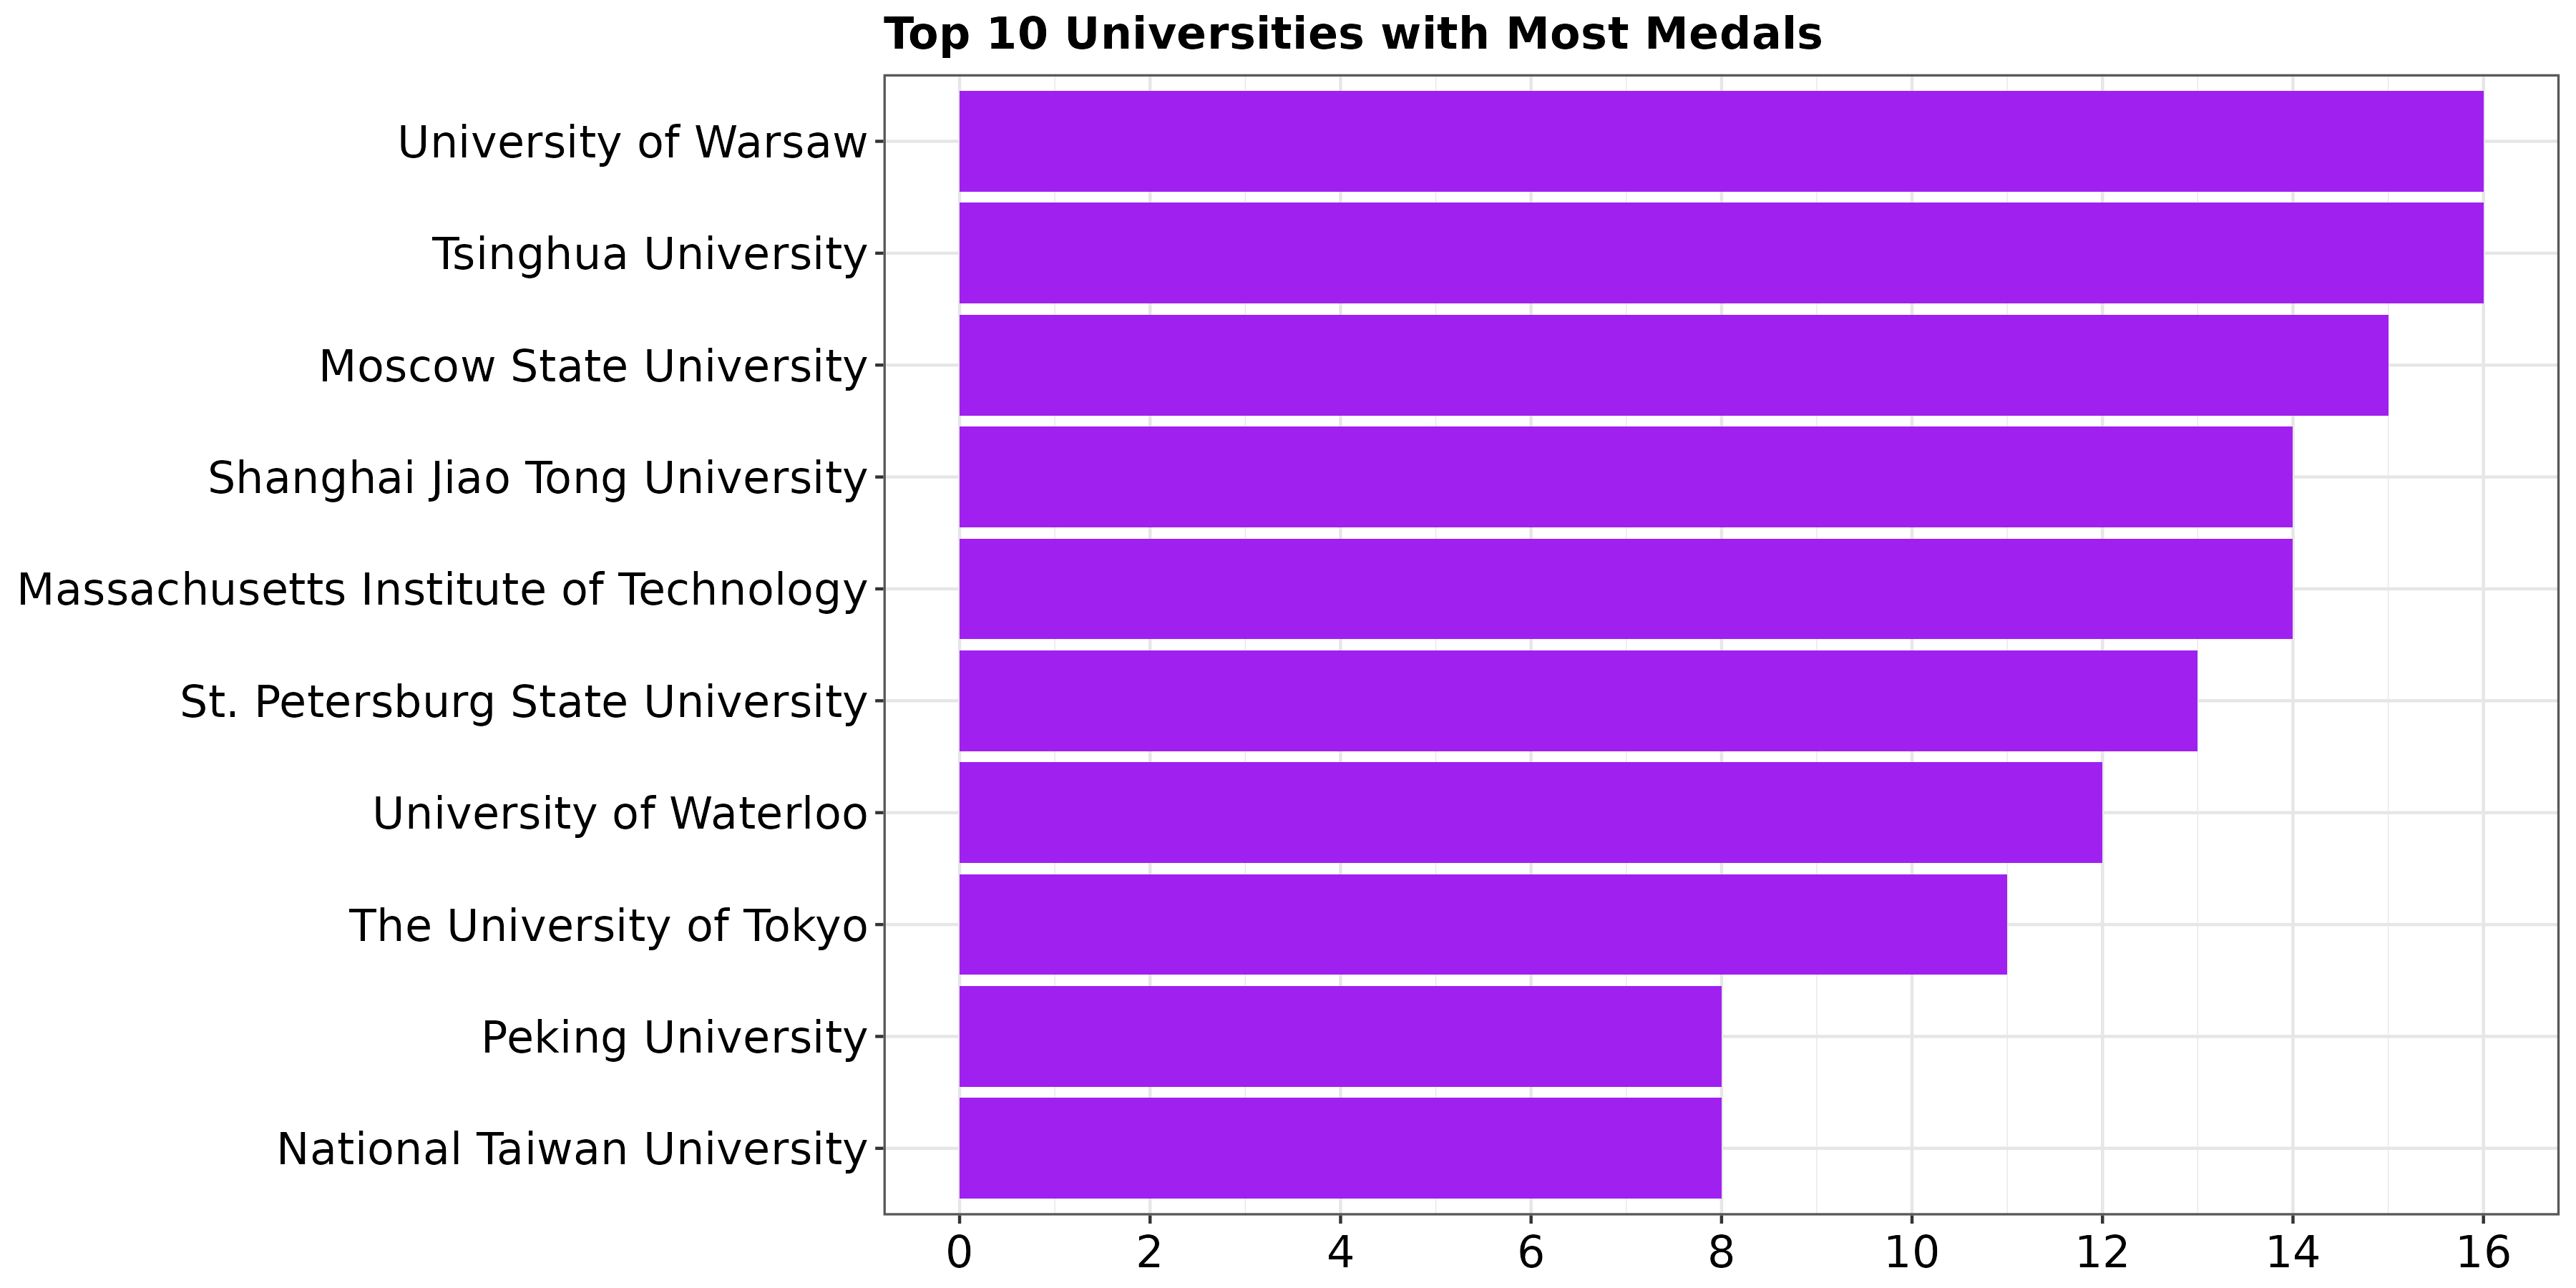 Top 10 Universities with Most Medals
University of Warsaw
Tsinghua University
Moscow State University
Shanghai Jiao Tong University
Massachusetts Institute of Technology
St. Petersburg State University
University of Waterloo
The University of Tokyo
Peking University
National Taiwan University
0 2 4 6 8 10 12 14 16